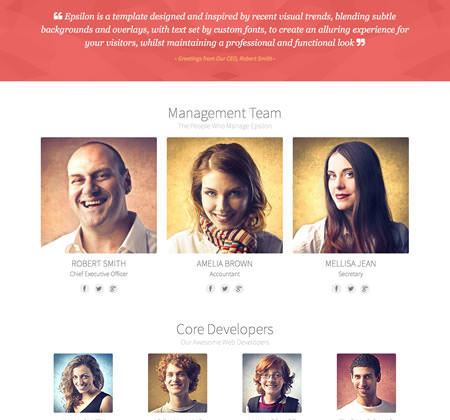 ❝ Epsilon is a template designed and inspired by recent visual trends, blending subtle
backgrounds and overlays, with text set by custom fonts, to create an alluring experience for
your visitors, whilst maintaining a professional and functional look ❞
- Greetings from Our CEO, Robert Smith -
Management Team
The People Who Manage Epsilon
ROBERT SMITH
Chief Executive Officer
AMELIA BROWN
Accountant
MELLISA JEAN
Secretary
Core Developers
Our Awesome Web Developers